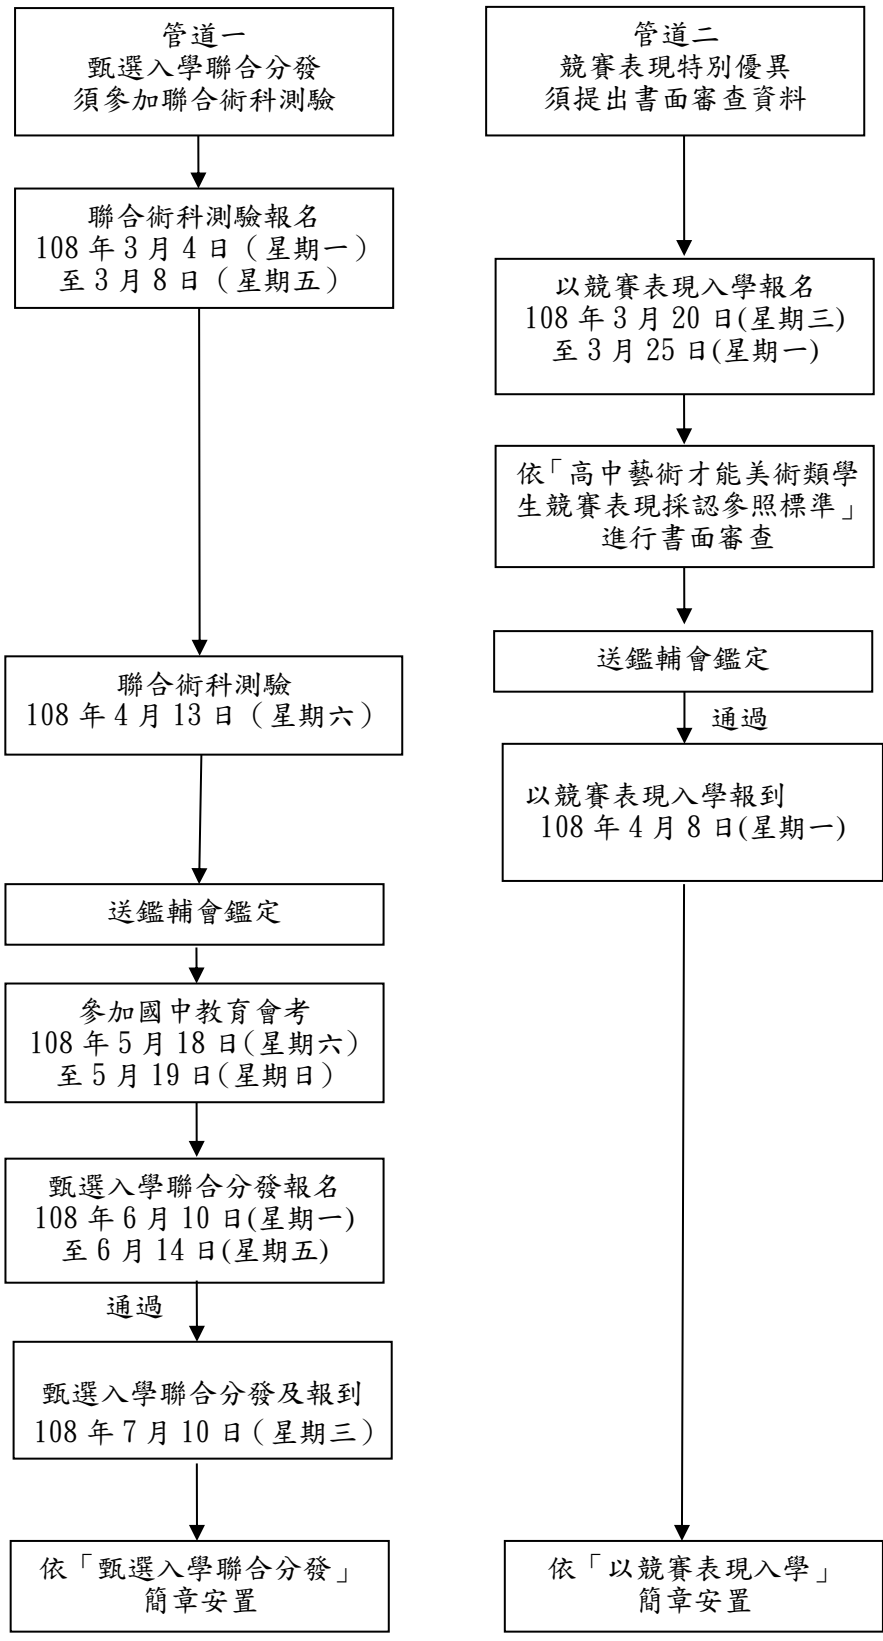 管道一
甄選入學聯合分發
須參加聯合術科測驗
聯合術科測驗報名
108 年 3 月 4 日（星期一）
至 3 月 8 日（星期五）
聯合術科測驗
108 年 4 月 13 日（星期六）
送鑑輔會鑑定
參加國中教育會考
108 年 5 月 18 日(星期六)
至 5 月 19 日(星期日)
甄選入學聯合分發報名
108 年 6 月 10 日(星期一)
至 6 月 14 日(星期五)
通過
甄選入學聯合分發及報到
108 年 7 月 10 日（星期三）
依「甄選入學聯合分發」
簡章安置
管道二
競賽表現特別優異
須提出書面審查資料
以競賽表現入學報名
108 年 3 月 20 日(星期三)
至 3 月 25 日(星期一)
依「高中藝術才能美術類學
生競賽表現採認參照標準」
進行書面審查
送鑑輔會鑑定
通過
以競賽表現入學報到
108 年 4 月 8 日(星期一)
依「以競賽表現入學」
簡章安置